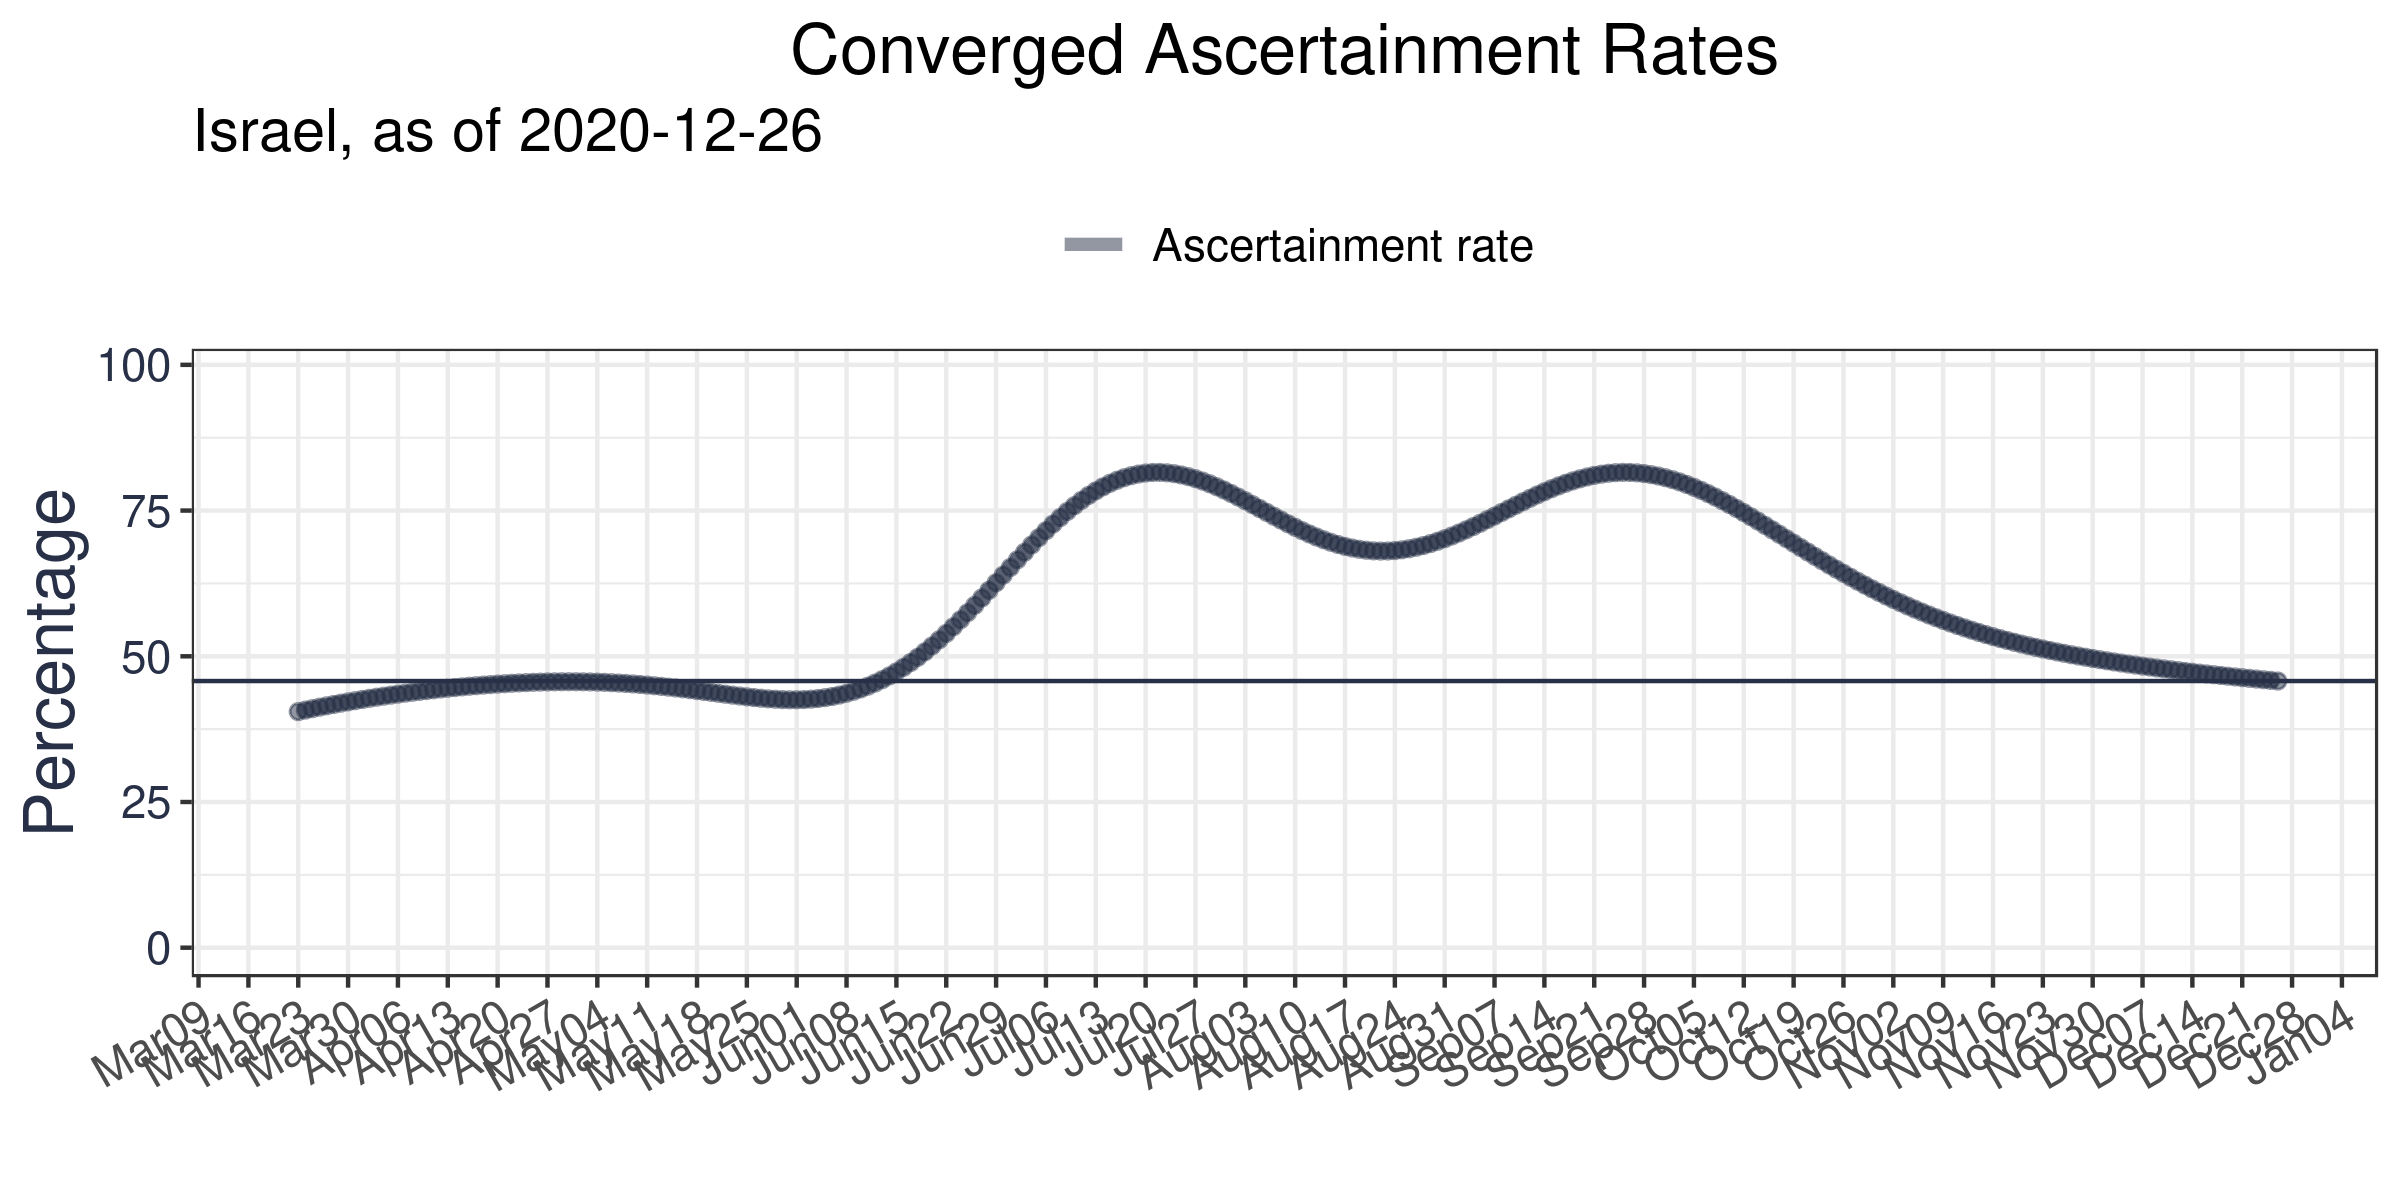 Converged Ascertainment Rates
Israel, as of 2020-12-26
Ascertainment rate
Percentage
100
75
50
25
0
Mar09
Mar16
Mar23
Mar30
Apr06
Apr13
Apr20
Apr27
May04
May11
May18
May25
Jun01
Jun08
Jun15
Jun22
Jun29
Jul06
Jul13
Jul20
Jul27
Aug03
Aug10
Aug17
Aug24
Aug31
Sep07
Sep14
Sep21
Sep28
Oct05
Oct12
Oct19
Oct26
Nov02
Nov09
Nov16
Nov23
Nov30
Dec07
Dec14
Dec21
Dec28
Jan04